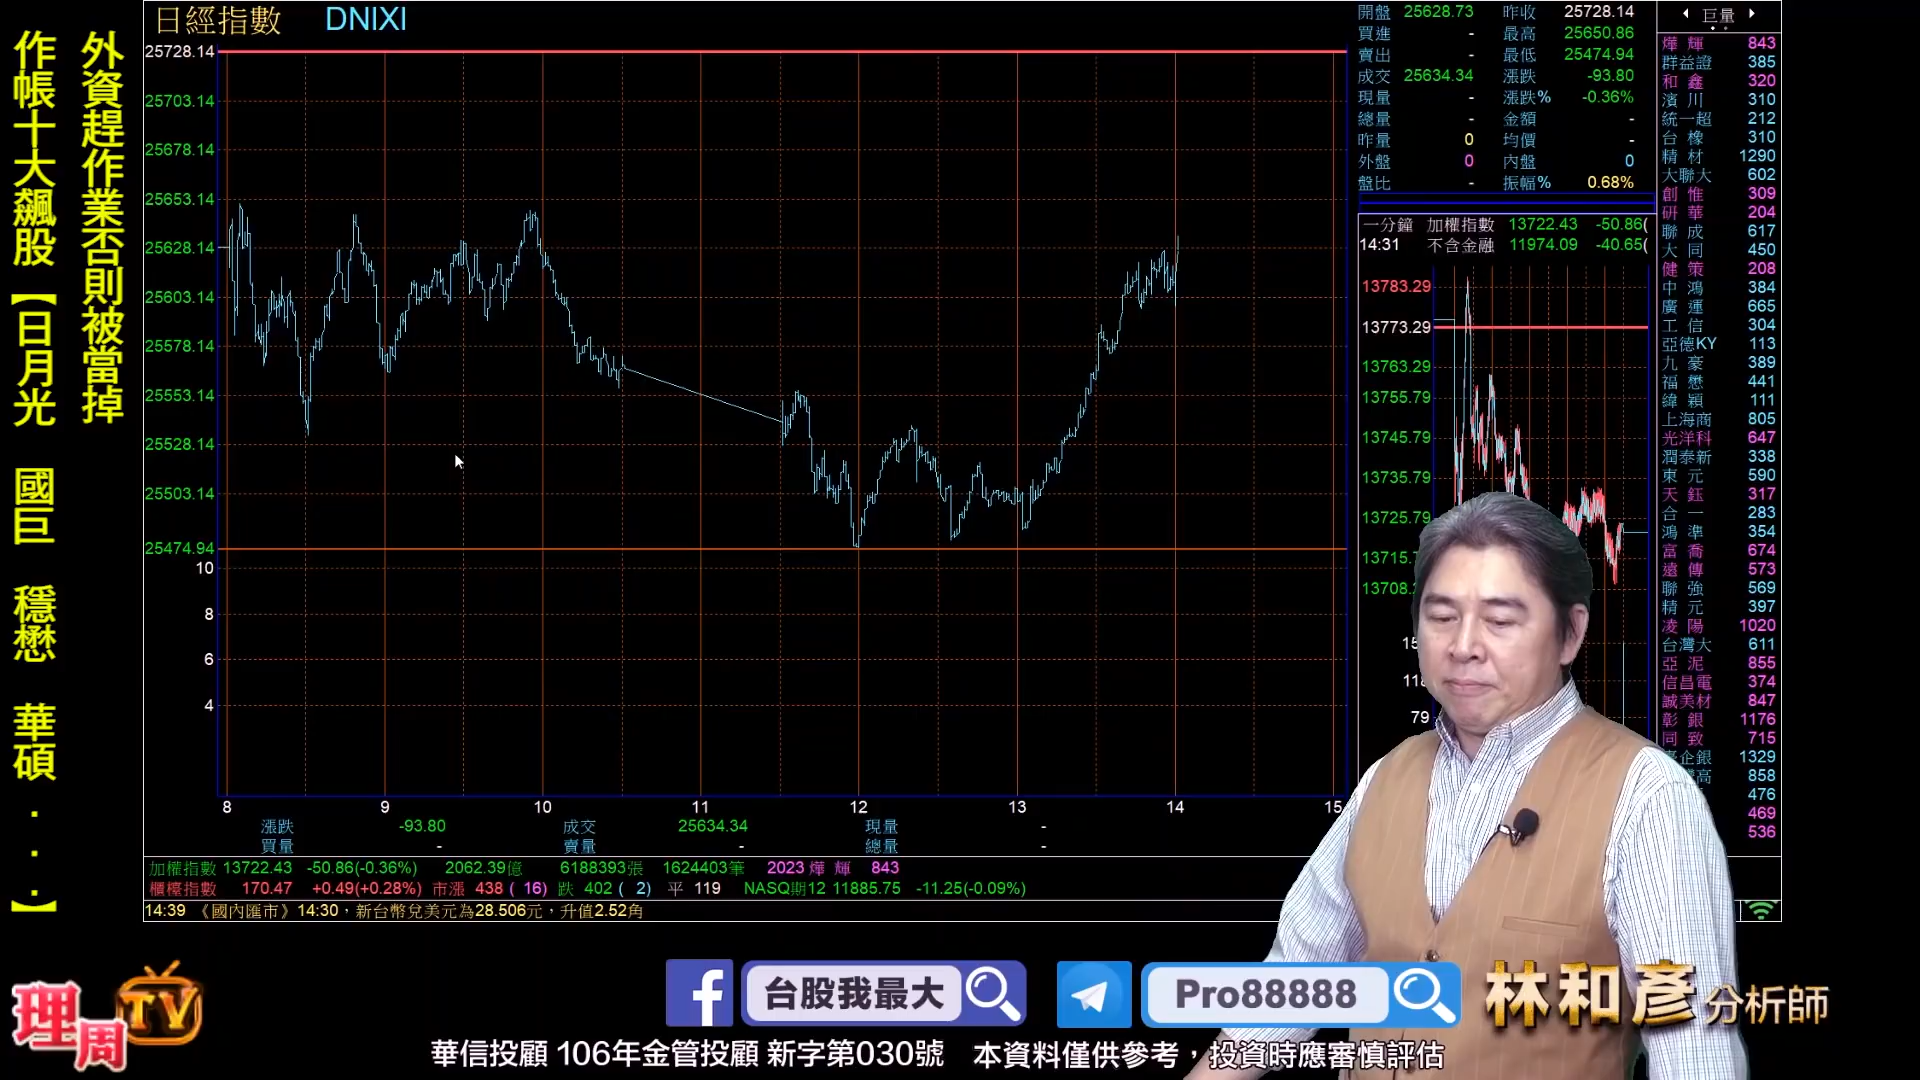 外資趕作業否則被當掉
作帳十大飆股【日月光 國巨 穩懋 華碩...】
日經指數 DNIXI
25728.14
25703.14
25678.14
25653.14
25628.14
25603.14
25578.14
25553.14
25528.14
25503.14
25474.94
10
8
6
4
8 9 10 11 12 13 14 15
漲跌 -93.80 成交 25634.34 現量 -
買量 - 賣量 - 總量 -
加權指數 13722.43 -50.86(-0.36%) 2062.39億 6188393張 1624403筆 2023 燁輝 843
櫃檯指數 170.47 +0.49(+0.28%) 市漲 438 ( 16) 跌 402 ( 2) 平 119 NASQ期12 11885.75 -11.25(-0.09%)
14:39 《國內匯市》14:30,新台幣兌美元為28.506元,升值2.52角
開盤 25628.73 昨收 25728.14
買進 - 最高 25650.86
賣出 - 最低 25474.94
成交 25634.34 漲跌 -93.80
現量 - 漲跌% -0.36%
總量 - 金額 -
昨量 0 均價 -
外盤 0 內盤 0
盤比 - 振幅% 0.68%
一分鐘 加權指數 13722.43 -50.86(
14:31 不含金融 11974.09 -40.65(
13783.29
13773.29
13763.29
13755.79
13745.79
13735.79
13725.79
13715.
13708.
79
巨量
燁輝 843
群益證 385
和鑫 320
濱川 310
統一超 212
台橡 310
精材 1290
大聯大 602
創惟 309
研華 204
聯成 617
大同 450
健策 208
中鴻 384
廣運 665
工信 304
亞德KY 113
九豪 389
福懋 441
緯穎 111
上海商 805
光洋科 647
潤泰新 338
東元 590
天鈺 317
合一 283
鴻準 354
富喬 674
遠傳 573
聯強 569
精元 397
凌陽 1020
台灣大 611
亞泥 855
信昌電 374
誠美材 847
彰銀 1176
同致 715
企銀 1329
高 858
476
469
536
理周TV
台股我最大
Pro88888
林和彥分析師
華信投顧 106年金管投顧 新字第030號 本資料僅供參考,投資時應審慎評估